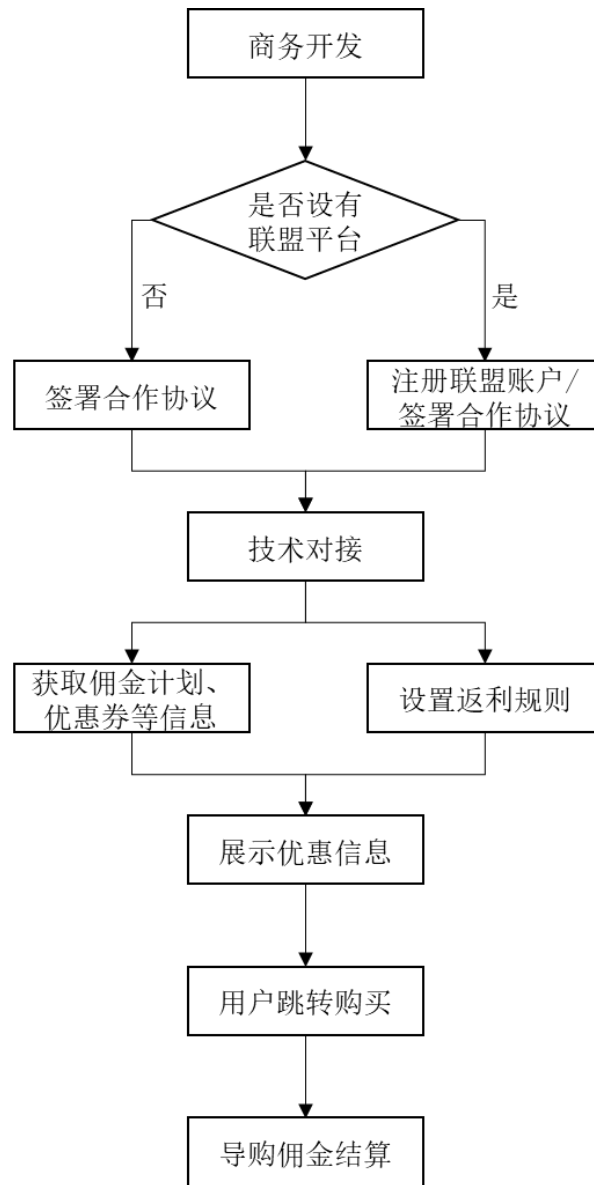 商务开发
是否设有
联盟平台
否
是
签署合作协议
注册联盟账户/
签署合作协议
技术对接
获取佣金计划、
优惠券等信息
设置返利规则
展示优惠信息
用户跳转购买
导购佣金结算